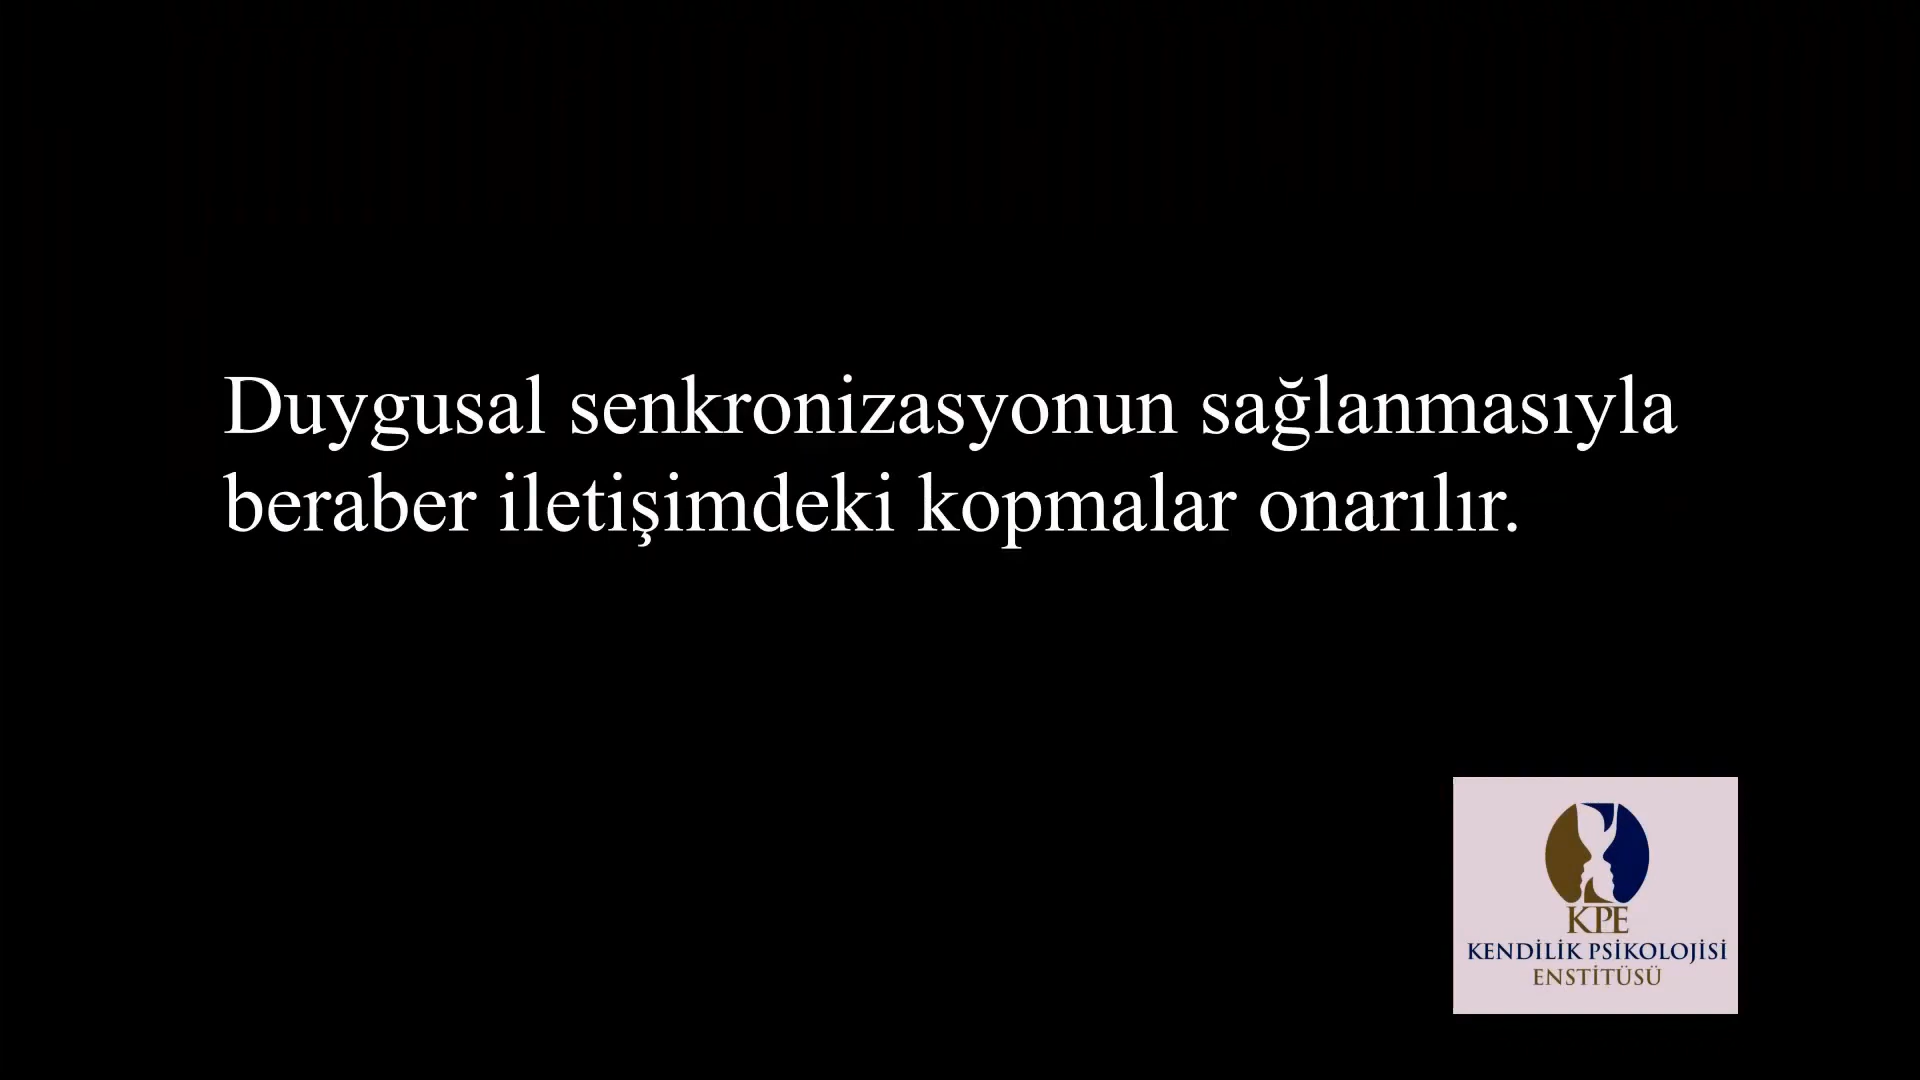 Duygusal senkronizasyonun sağlanmasıyla
beraber iletişimdeki kopmalar onarılır.
KPE
KENDİLİK PSİKOLOJİSİ
ENSTİTÜSÜ